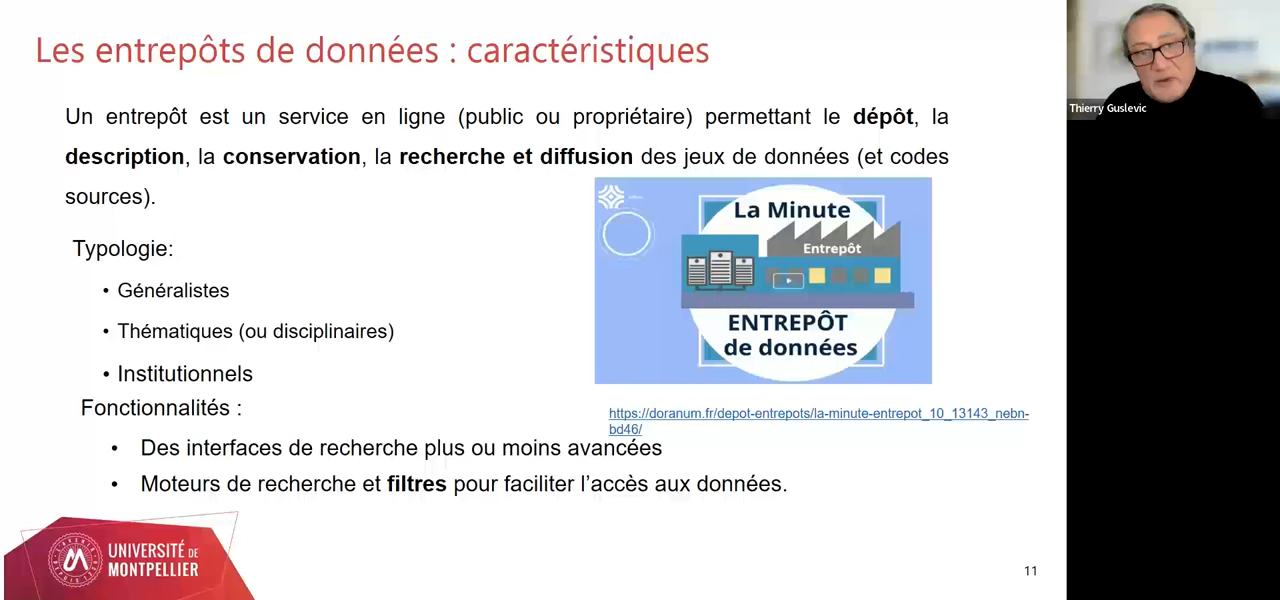 Les entrepôts de données : caractéristiques
Thierry Guslevic
Un entrepôt est un service en ligne (public ou propriétaire) permettant le dépôt, la
description, la conservation, la recherche et diffusion des jeux de données (et codes
sources).
La Minute
Entrepôt
ENTREPÔT
de données
Typologie:
• Généralistes
• Thématiques (ou disciplinaires)
• Institutionnels
Fonctionnalités :
https://doranum.fr/depot-entrepots/la-minute-entrepot_10_13143_nebn-
bd46/
• Des interfaces de recherche plus ou moins avancées
• Moteurs de recherche et filtres pour faciliter l’accès aux données.
UNIVERSITÉ DE
MONTPELLIER
11